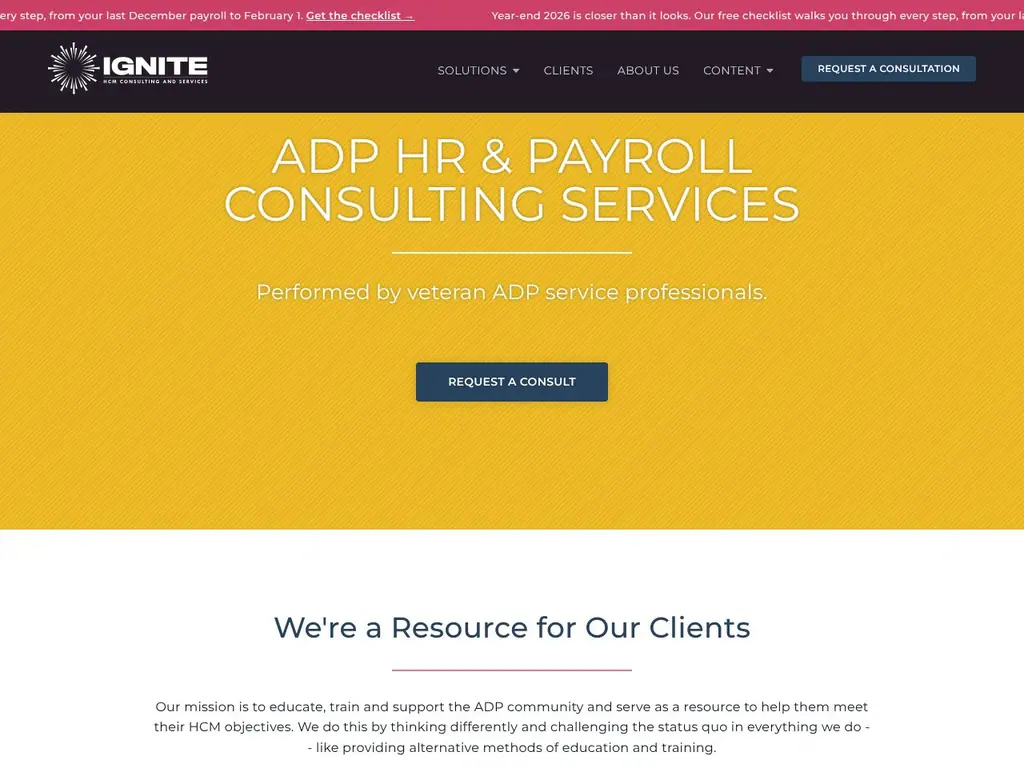 ery step, from your last December payroll to February 1. Get the checklist → Year-end 2026 is closer than it looks. Our free checklist walks you through every step, from your la
IGNITE
HCM CONSULTING AND SERVICES
SOLUTIONS CLIENTS ABOUT US CONTENT REQUEST A CONSULTATION
ADP HR & PAYROLL
CONSULTING SERVICES
Performed by veteran ADP service professionals.
REQUEST A CONSULT
We're a Resource for Our Clients
Our mission is to educate, train and support the ADP community and serve as a resource to help them meet
their HCM objectives. We do this by thinking differently and challenging the status quo in everything we do -
- like providing alternative methods of education and training.